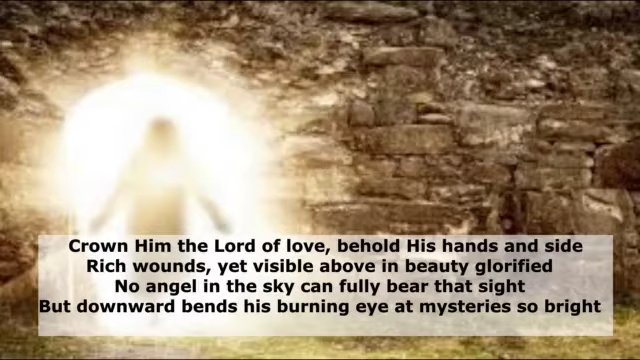 Crown Him the Lord of love, behold His hands and side
Rich wounds, yet visible above in beauty glorified
No angel in the sky can fully bear that sight
But downward bends his burning eye at mysteries so bright